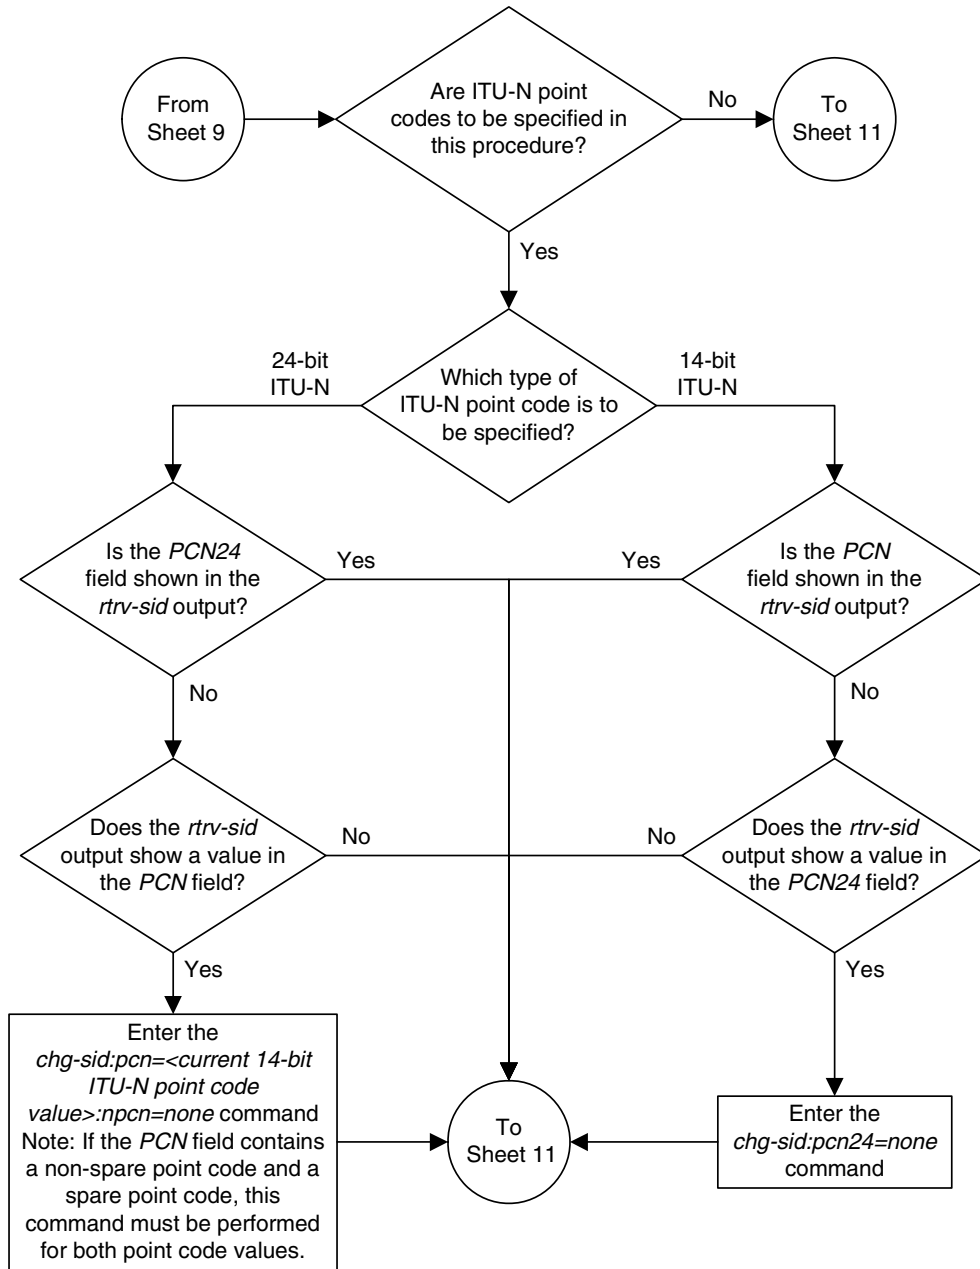 From
Sheet 9
Are ITU-N point
codes to be specified in
this procedure?
No
To
Sheet 11
Yes
24-bit
ITU-N
Which type of
ITU-N point code is to
be specified?
14-bit
ITU-N
Is the PCN24
field shown in the
rtrv-sid output?
Yes
Yes
Is the PCN
field shown in the
rtrv-sid output?
No
No
Does the rtrv-sid
output show a value in
the PCN field?
No
No
Does the rtrv-sid
output show a value in
the PCN24 field?
Yes
Yes
Enter the
chg-sid:pcn=<current 14-bit
ITU-N point code
value>:npcn=none command
Note: If the PCN field contains
a non-spare point code and a
spare point code, this
command must be performed
for both point code values.
To
Sheet 11
Enter the
chg-sid:pcn24=none
command